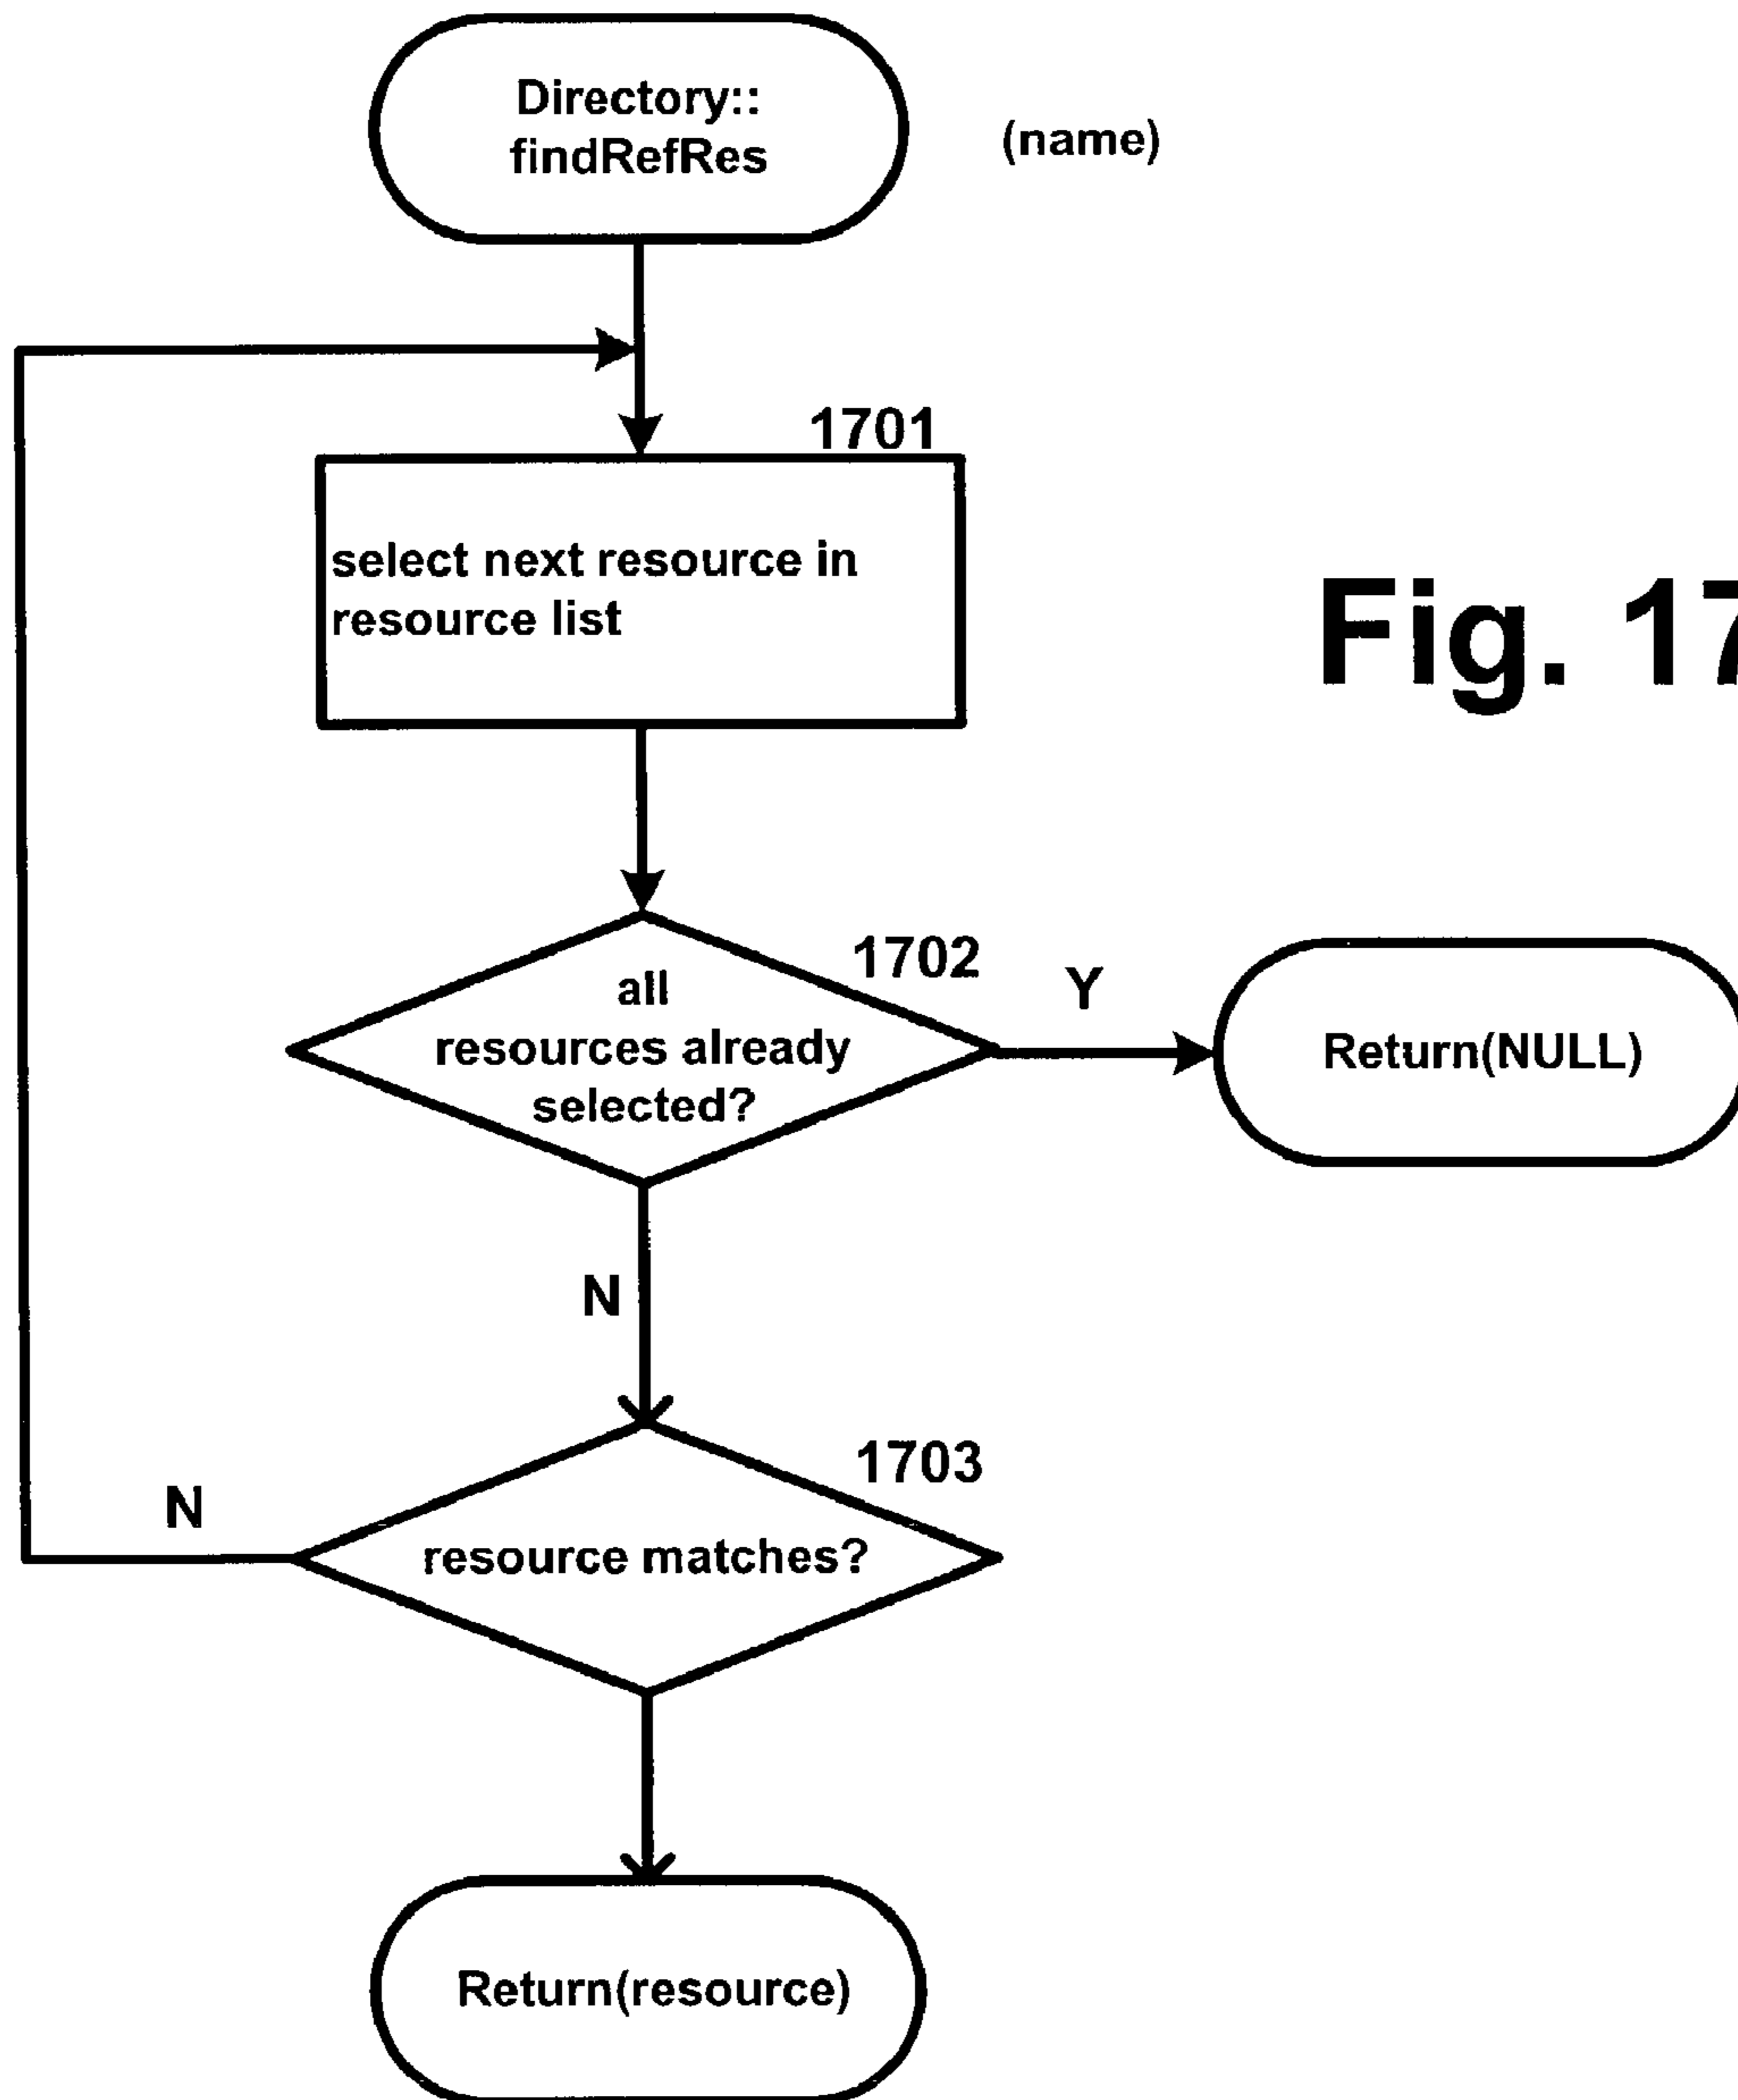 Directory::
findRefRes
(name)
1701
select next resource in
resource list
Fig. 17
1702
all
resources already
selected?
Y
Return(NULL)
N
1703
N
resource matches?
Return(resource)